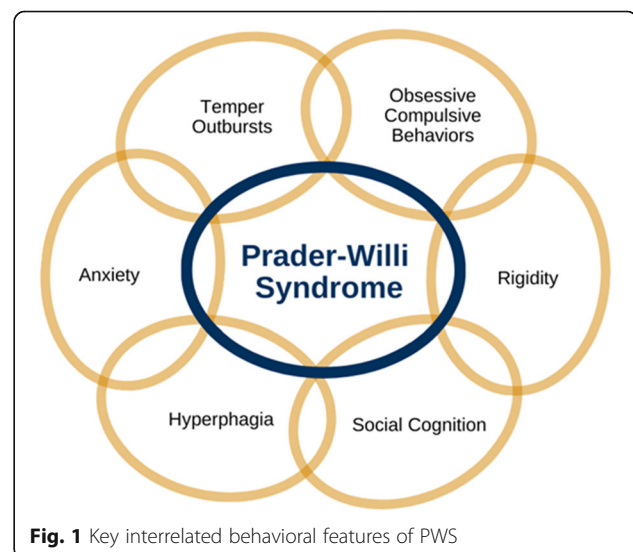 Temper
Outbursts
Obsessive
Compulsive
Behaviors
Anxiety
Prader-Willi
Syndrome
Rigidity
Hyperphagia
Social Cognition
Fig. 1 Key interrelated behavioral features of PWS